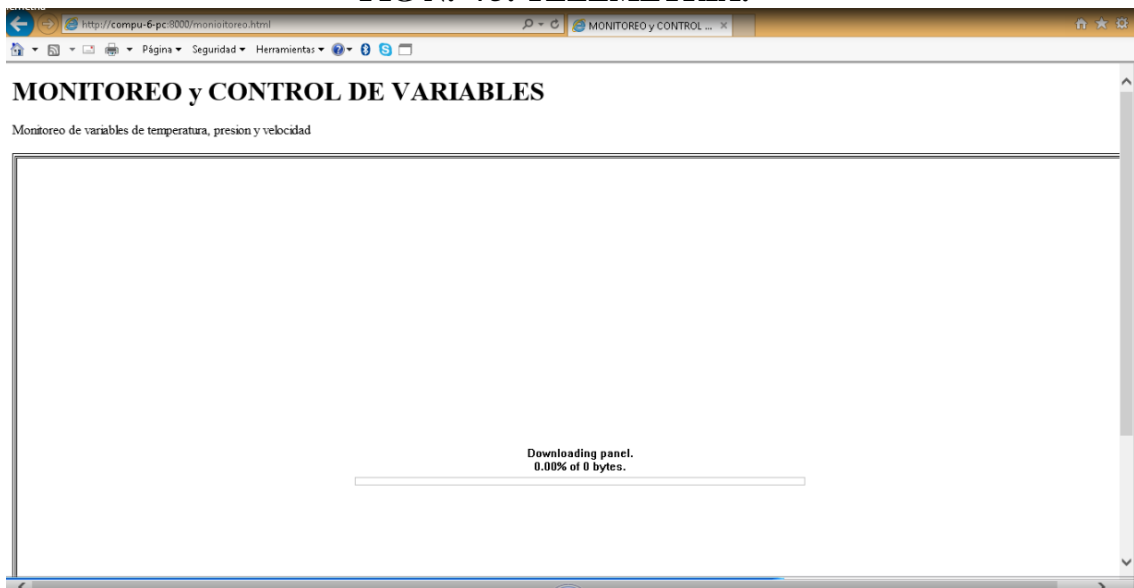 http://compu-6-pc:8000/monioitoreo.html
MONITOREO y CONTROL ...
Página Seguridad Herramientas
MONITOREO y CONTROL DE VARIABLES
Monitoreo de variables de temperatura, presion y velocidad
Downloading panel.
0.00% of 0 bytes.